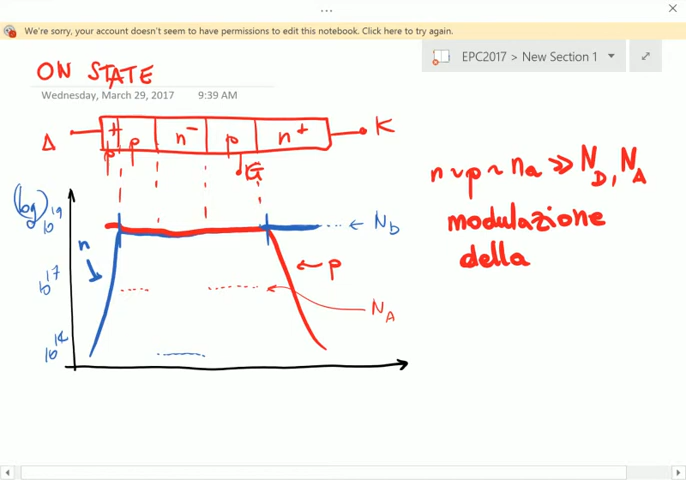 We're sorry, your account doesn't seem to have permissions to edit this notebook. Click here to try again.
EPC2017 > New Section 1
ON STATE
Wednesday, March 29, 2017 9:39 AM
A p+ p n- p n+ K
G
(log)
10^19
n
N_D
10^17
p
N_A
10^14
n ~ p ~ n_a >> N_D, N_A
modulazione
della